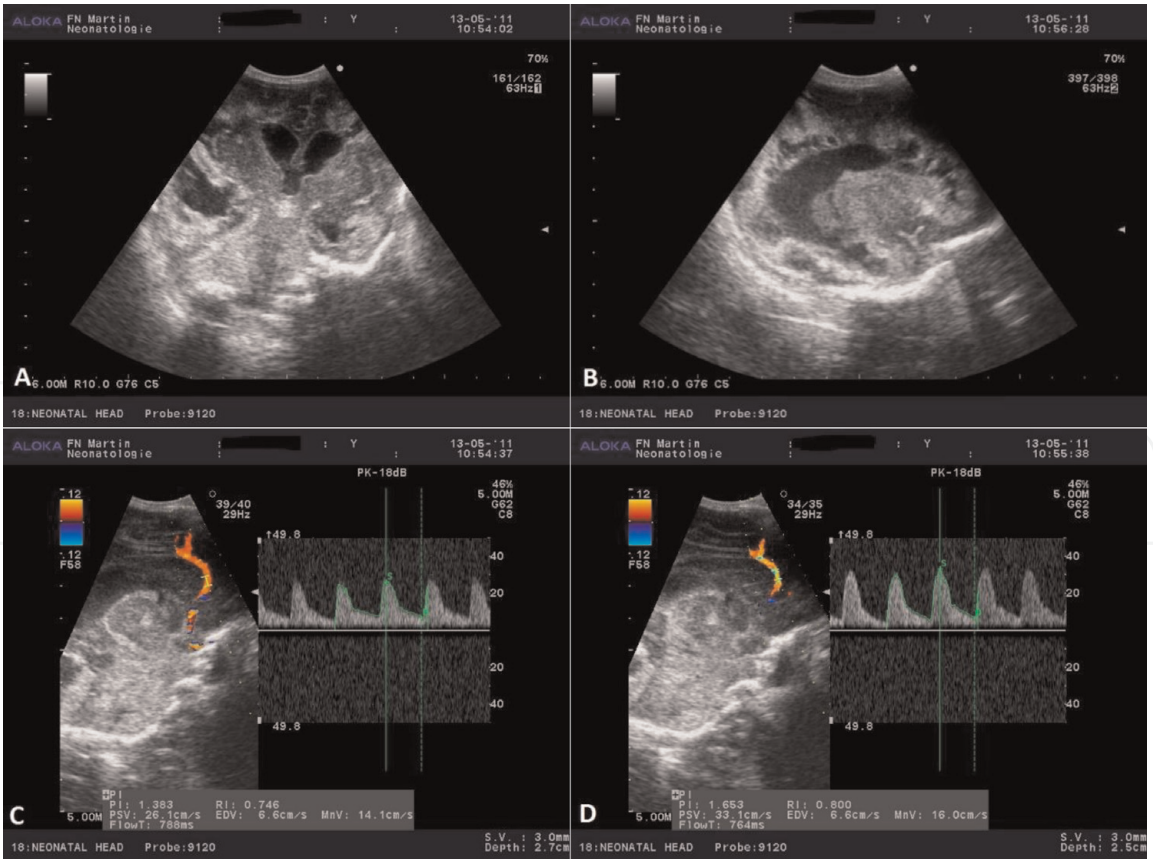 ALOKA FN Martin : Y 13-05-'11
Neonatologie : : 10:54:02
70%
161/162
63Hz1
A
6.00M R10.0 G76 C5
18:NEONATAL HEAD Probe:9120
ALOKA FN Martin : Y 13-05-'11
Neonatologie : : 10:56:28
70%
397/398
63Hz2
B
6.00M R10.0 G76 C5
18:NEONATAL HEAD Probe:9120
ALOKA FN Martin : Y 13-05-'11
Neonatologie : : 10:54:37
PK-18dB
.12
.12
F58
39/40
29Hz
46%
5.00M
G62
C8
49.8
40
20
20
40
49.8
S
C
5.00M
PI
PI: 1.383 RI: 0.746
PSV: 26.1cm/s EDV: 6.6cm/s MnV: 14.1cm/s
FlowT: 788ms
S.V. : 3.0mm
18:NEONATAL HEAD Probe:9120 Depth: 2.7cm
ALOKA FN Martin : Y 13-05-'11
Neonatologie : : 10:55:38
PK-18dB
.12
.12
F58
34/35
29Hz
46%
5.00M
G62
C8
49.8
40
20
20
40
49.8
S
D
5.00M
PI
PI: 1.653 RI: 0.800
PSV: 33.1cm/s EDV: 6.6cm/s MnV: 16.0cm/s
FlowT: 764ms
S.V. : 3.0mm
18:NEONATAL HEAD Probe:9120 Depth: 2.5cm